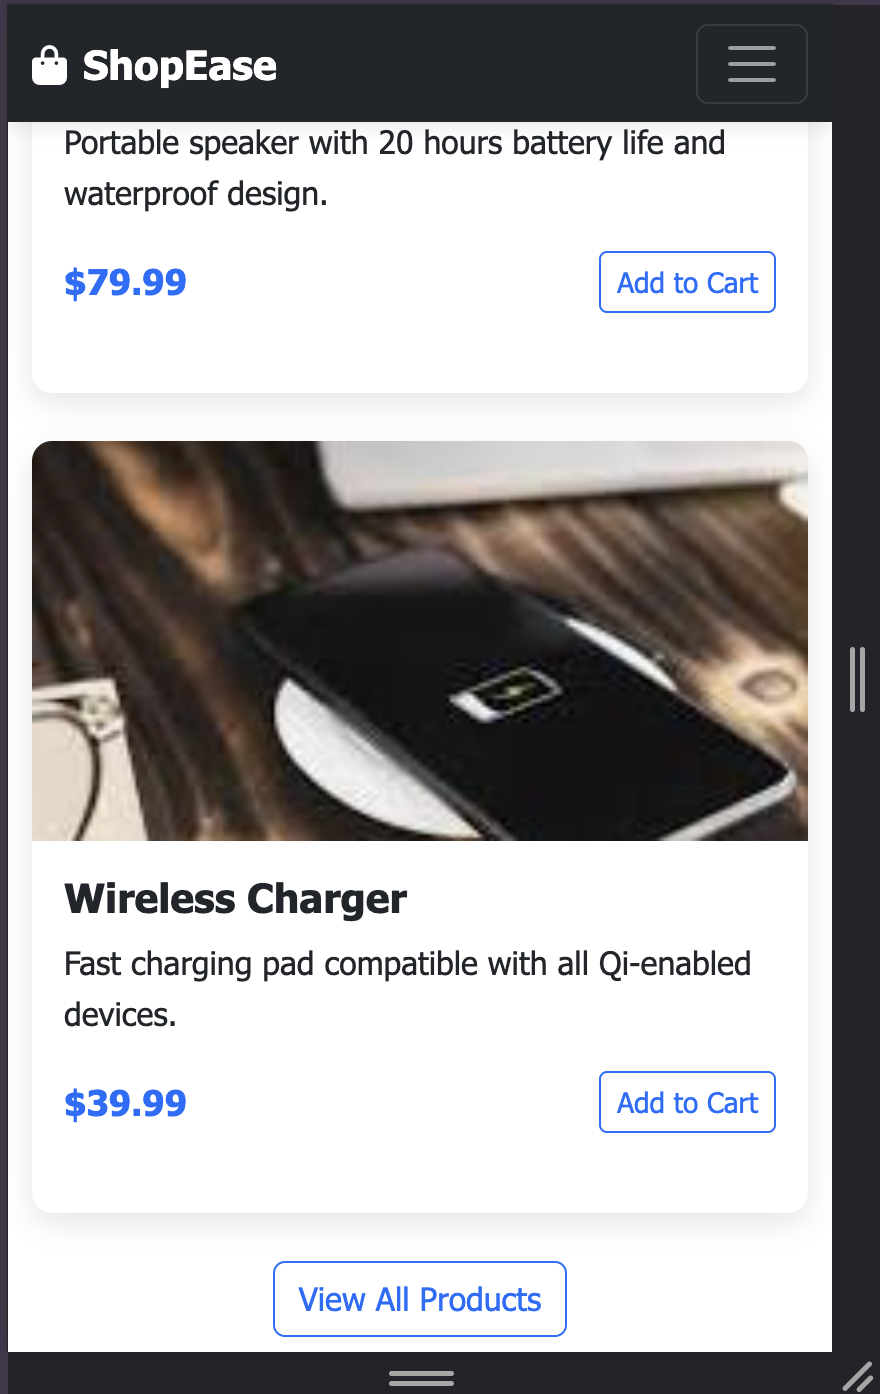 ShopEase
Portable speaker with 20 hours battery life and
waterproof design.
$79.99
Add to Cart
Wireless Charger
Fast charging pad compatible with all Qi-enabled
devices.
$39.99
Add to Cart
View All Products